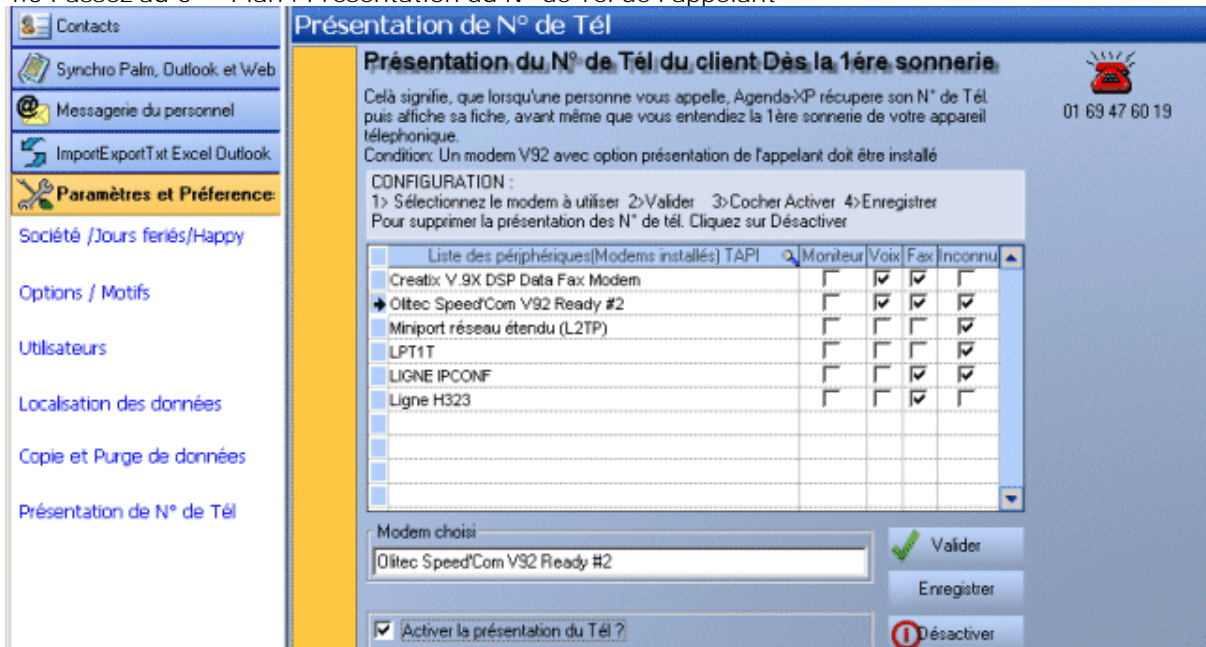 Présentation de N° de Tél
Contacts
Synchro Palm, Outlook et Web
Messagerie du personnel
ImportExportTxt Excel Outlook
Paramètres et Préference
Société /Jours feriés/Happy
Options / Motifs
Utilisateurs
Localisation des données
Copie et Purge de données
Présentation de N° de Tél
Présentation du N° de Tél du client Dès la 1ére sonnerie
Celà signifie, que lorsqu'une personne vous appelle, Agenda-XP récupere son N° de Tél.
puis affiche sa fiche, avant même que vous entendiez la 1ère sonnerie de votre appareil
télephonique.
Condition: Un modem V92 avec option présentation de l'appelant doit être installé
01 69 47 60 19
CONFIGURATION :
1> Sélectionnez le modem à utiliser 2>Valider 3>Cocher Activer 4>Enregistrer
Pour supprimer la présentation des N° de tél. Cliquez sur Désactiver
Liste des périphériques(Modems installés) TAPI Moniteur Voix Fax Inconnu
Creatix V.9X DSP Data Fax Modem
Olitec Speed'Com V92 Ready #2
Miniport réseau étendu (L2TP)
LPT1T
LIGNE IPCONF
Ligne H323
Modem choisi
Olitec Speed'Com V92 Ready #2
Valider
Enregistrer
Activer la présentation du Tél ?
Désactiver